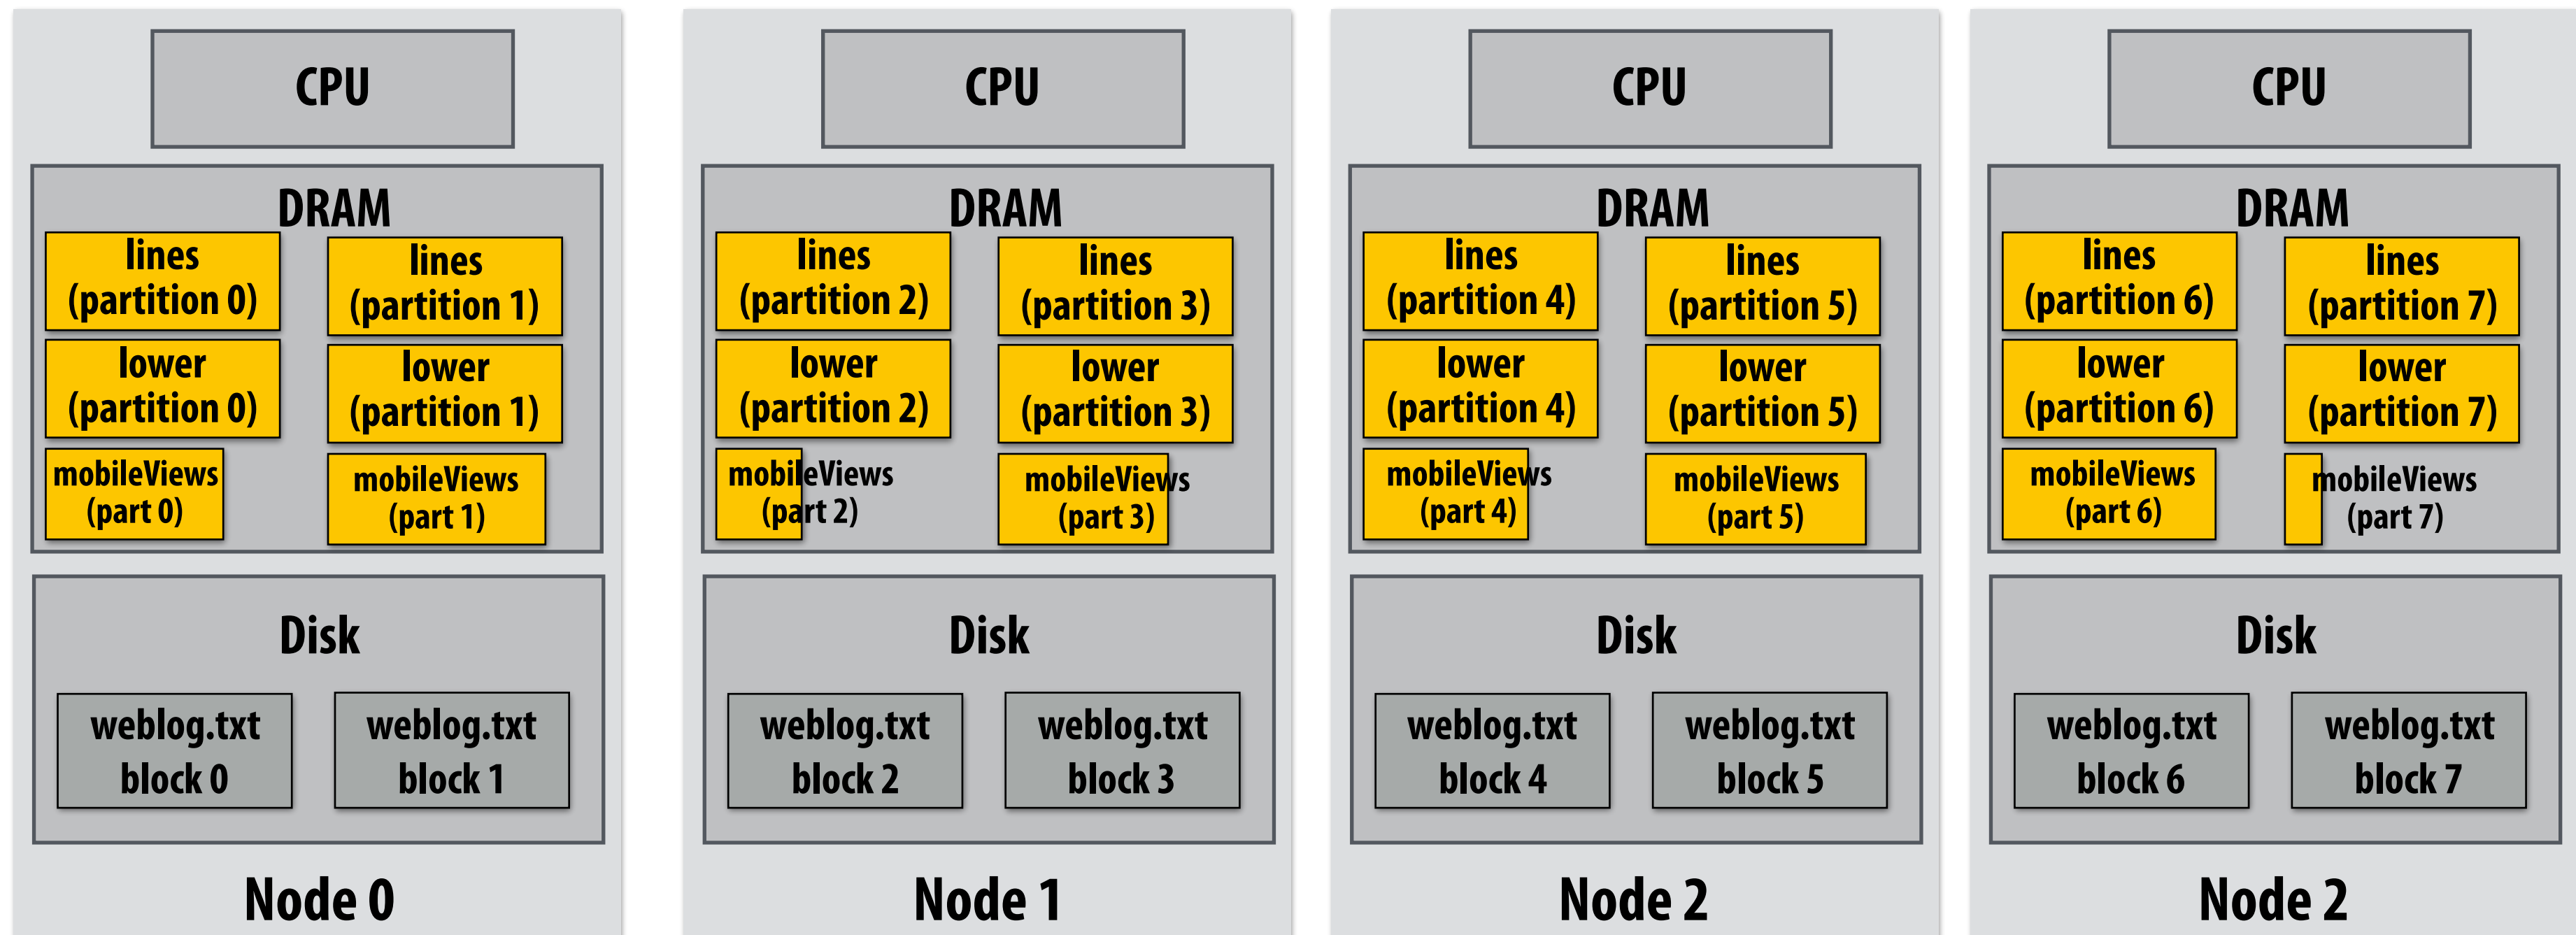 CPU
DRAM
lines
(partition 0)
lines
(partition 1)
lower
(partition 0)
lower
(partition 1)
mobileViews
(part 0)
mobileViews
(part 1)
Disk
weblog.txt
block 0
weblog.txt
block 1
Node 0
CPU
DRAM
lines
(partition 2)
lines
(partition 3)
lower
(partition 2)
lower
(partition 3)
mobileViews
(part 2)
mobileViews
(part 3)
Disk
weblog.txt
block 2
weblog.txt
block 3
Node 1
CPU
DRAM
lines
(partition 4)
lines
(partition 5)
lower
(partition 4)
lower
(partition 5)
mobileViews
(part 4)
mobileViews
(part 5)
Disk
weblog.txt
block 4
weblog.txt
block 5
Node 2
CPU
DRAM
lines
(partition 6)
lines
(partition 7)
lower
(partition 6)
lower
(partition 7)
mobileViews
(part 6)
mobileViews
(part 7)
Disk
weblog.txt
block 6
weblog.txt
block 7
Node 2